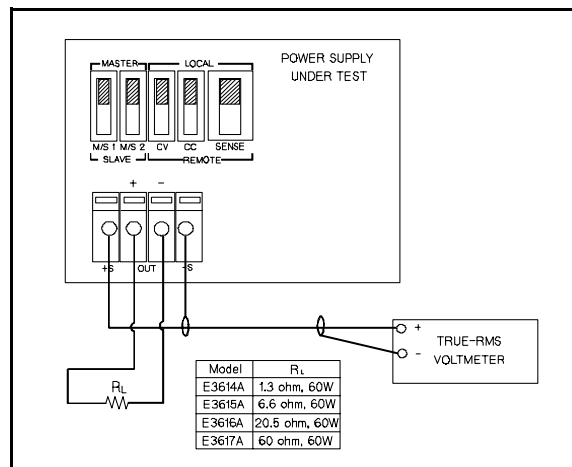 POWER SUPPLY
UNDER TEST
MASTER LOCAL
M/S 1 M/S 2 CV CC SENSE
SLAVE REMOTE
+ -
+S OUT -S
+
TRUE-RMS
VOLTMETER
-
RL
Model RL
E3614A 1.3 ohm, 60W
E3615A 6.6 ohm, 60W
E3616A 20.5 ohm, 60W
E3617A 60 ohm, 60W